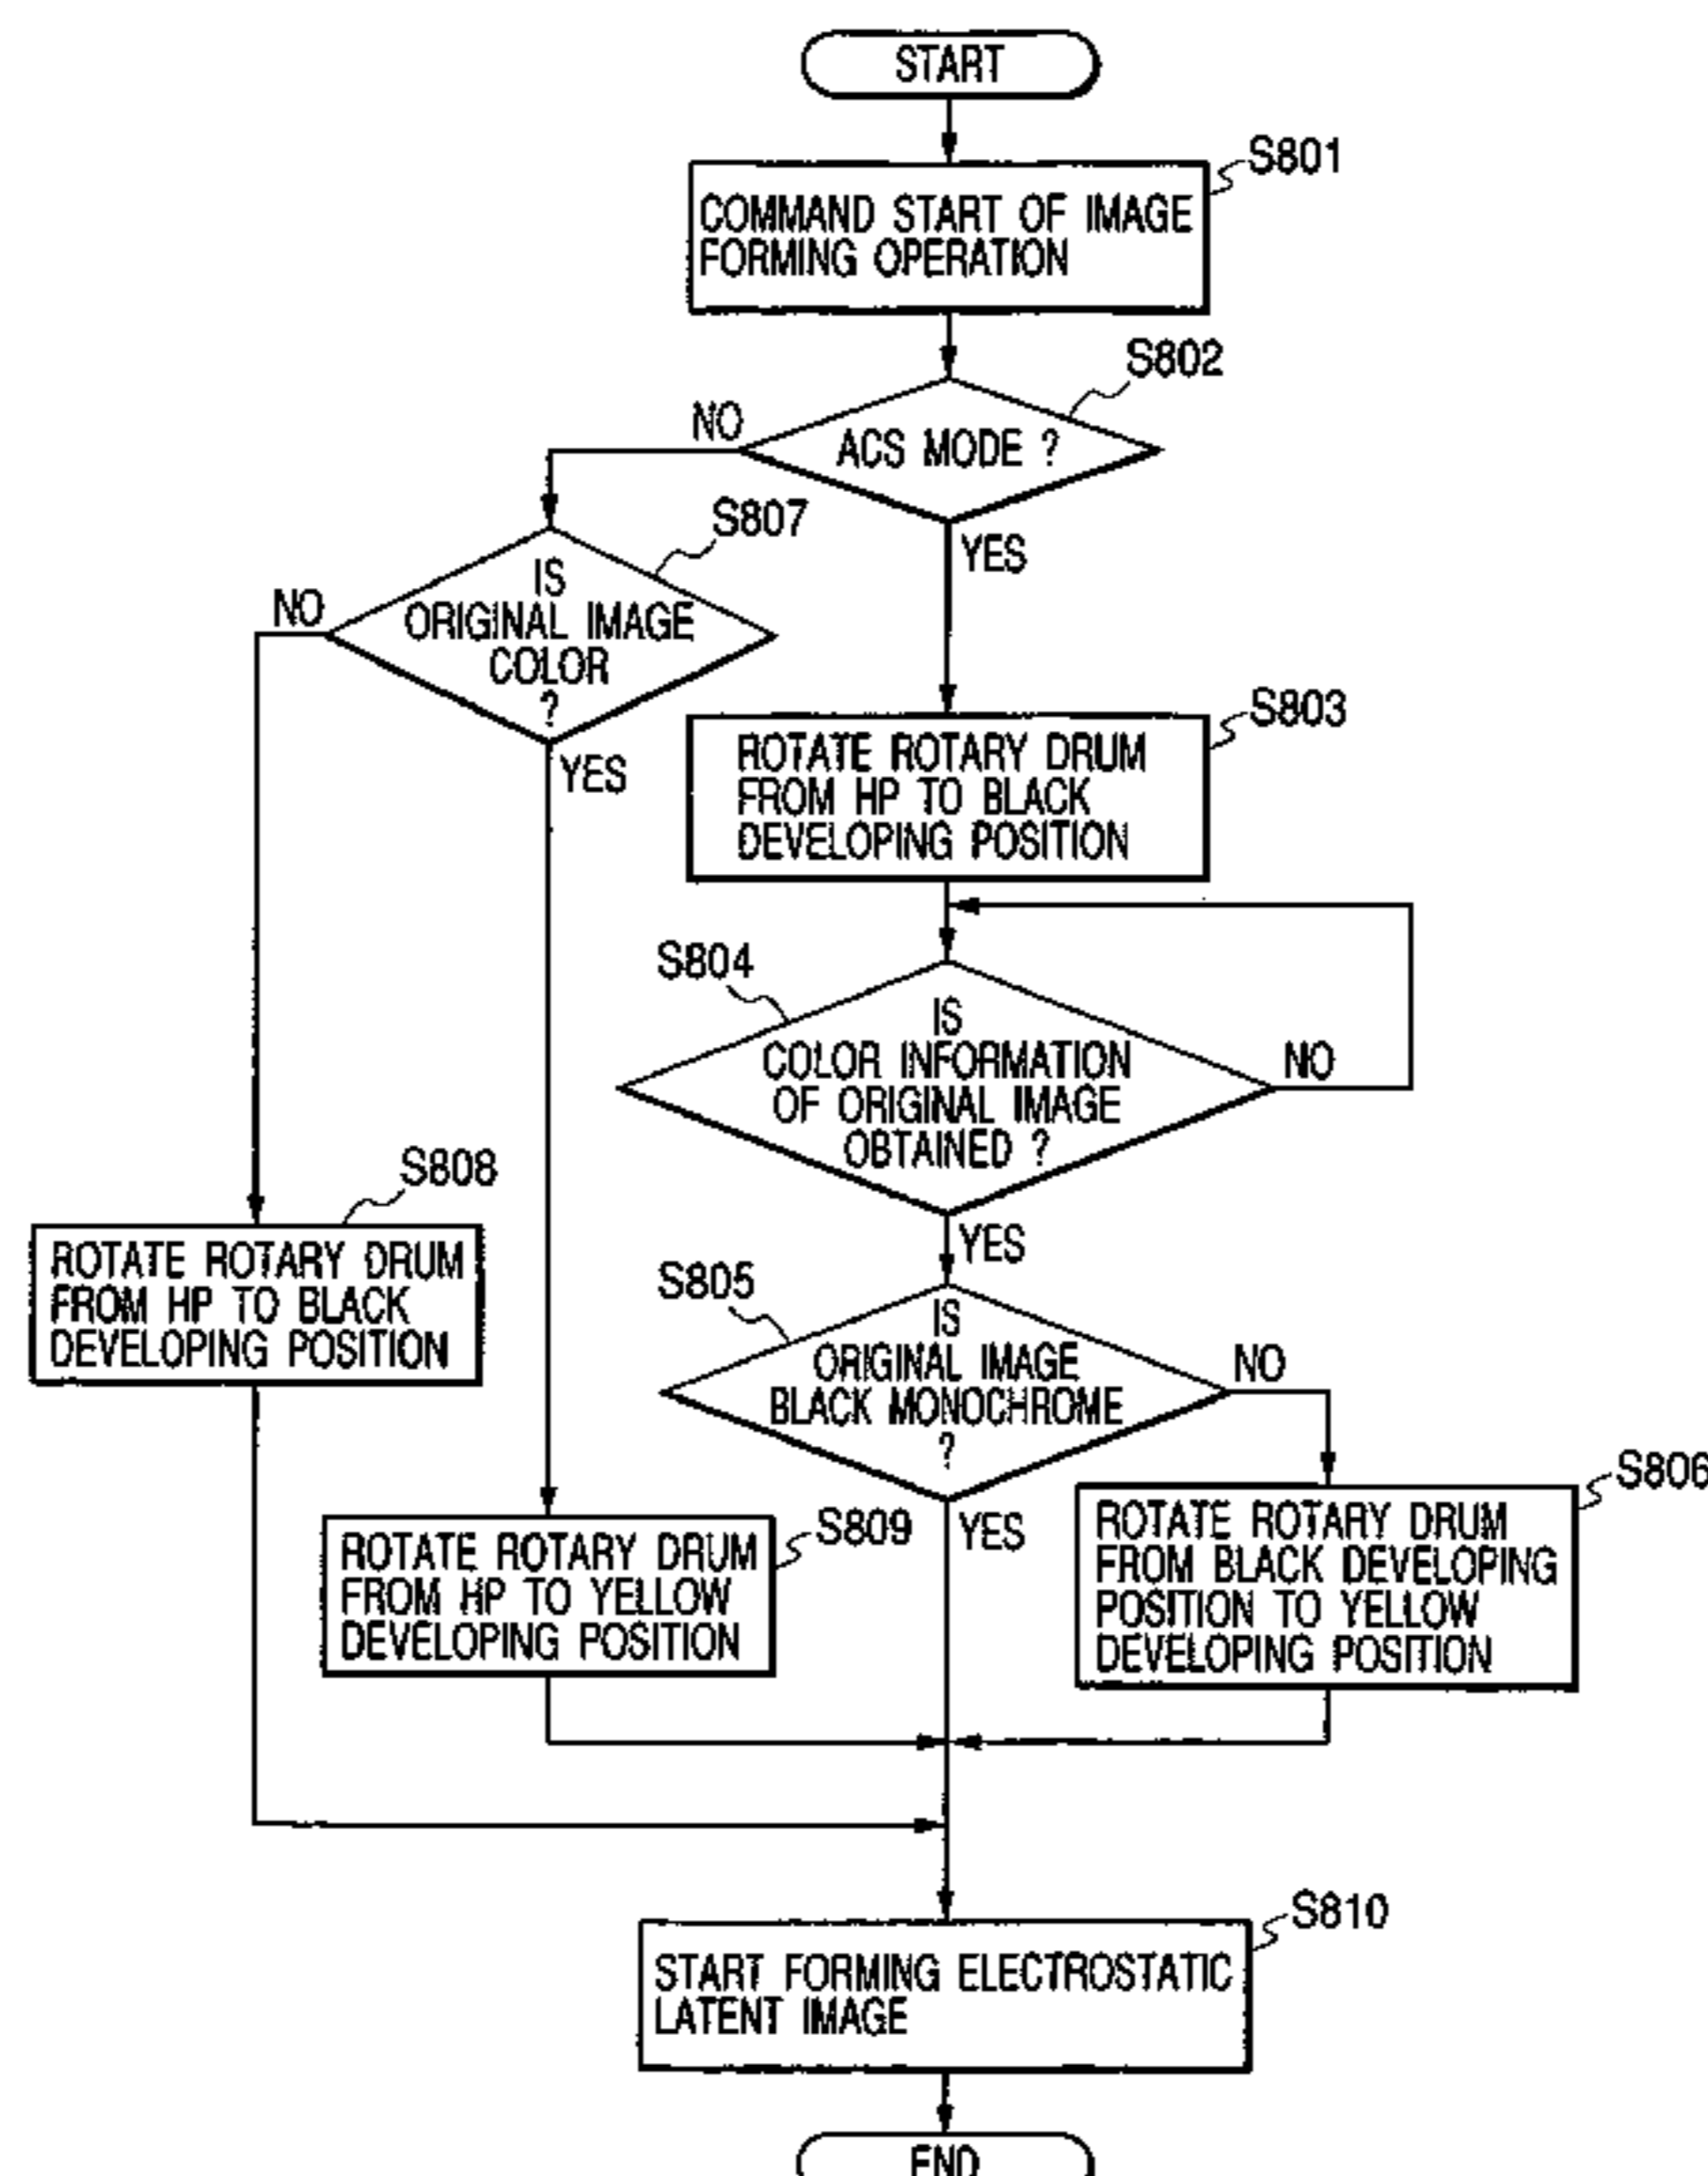 START
S801
COMMAND START OF IMAGE
FORMING OPERATION
S802
NO
ACS MODE ?
YES
S807
NO
IS
ORIGINAL IMAGE
COLOR
?
YES
S803
ROTATE ROTARY DRUM
FROM HP TO BLACK
DEVELOPING POSITION
S804
IS
COLOR INFORMATION
OF ORIGINAL IMAGE
OBTAINED ?
NO
YES
S808
ROTATE ROTARY DRUM
FROM HP TO BLACK
DEVELOPING POSITION
S805
IS
ORIGINAL IMAGE
BLACK MONOCHROME
?
NO
YES
S809
ROTATE ROTARY DRUM
FROM HP TO YELLOW
DEVELOPING POSITION
S806
ROTATE ROTARY DRUM
FROM BLACK DEVELOPING
POSITION TO YELLOW
DEVELOPING POSITION
S810
START FORMING ELECTROSTATIC
LATENT IMAGE
END